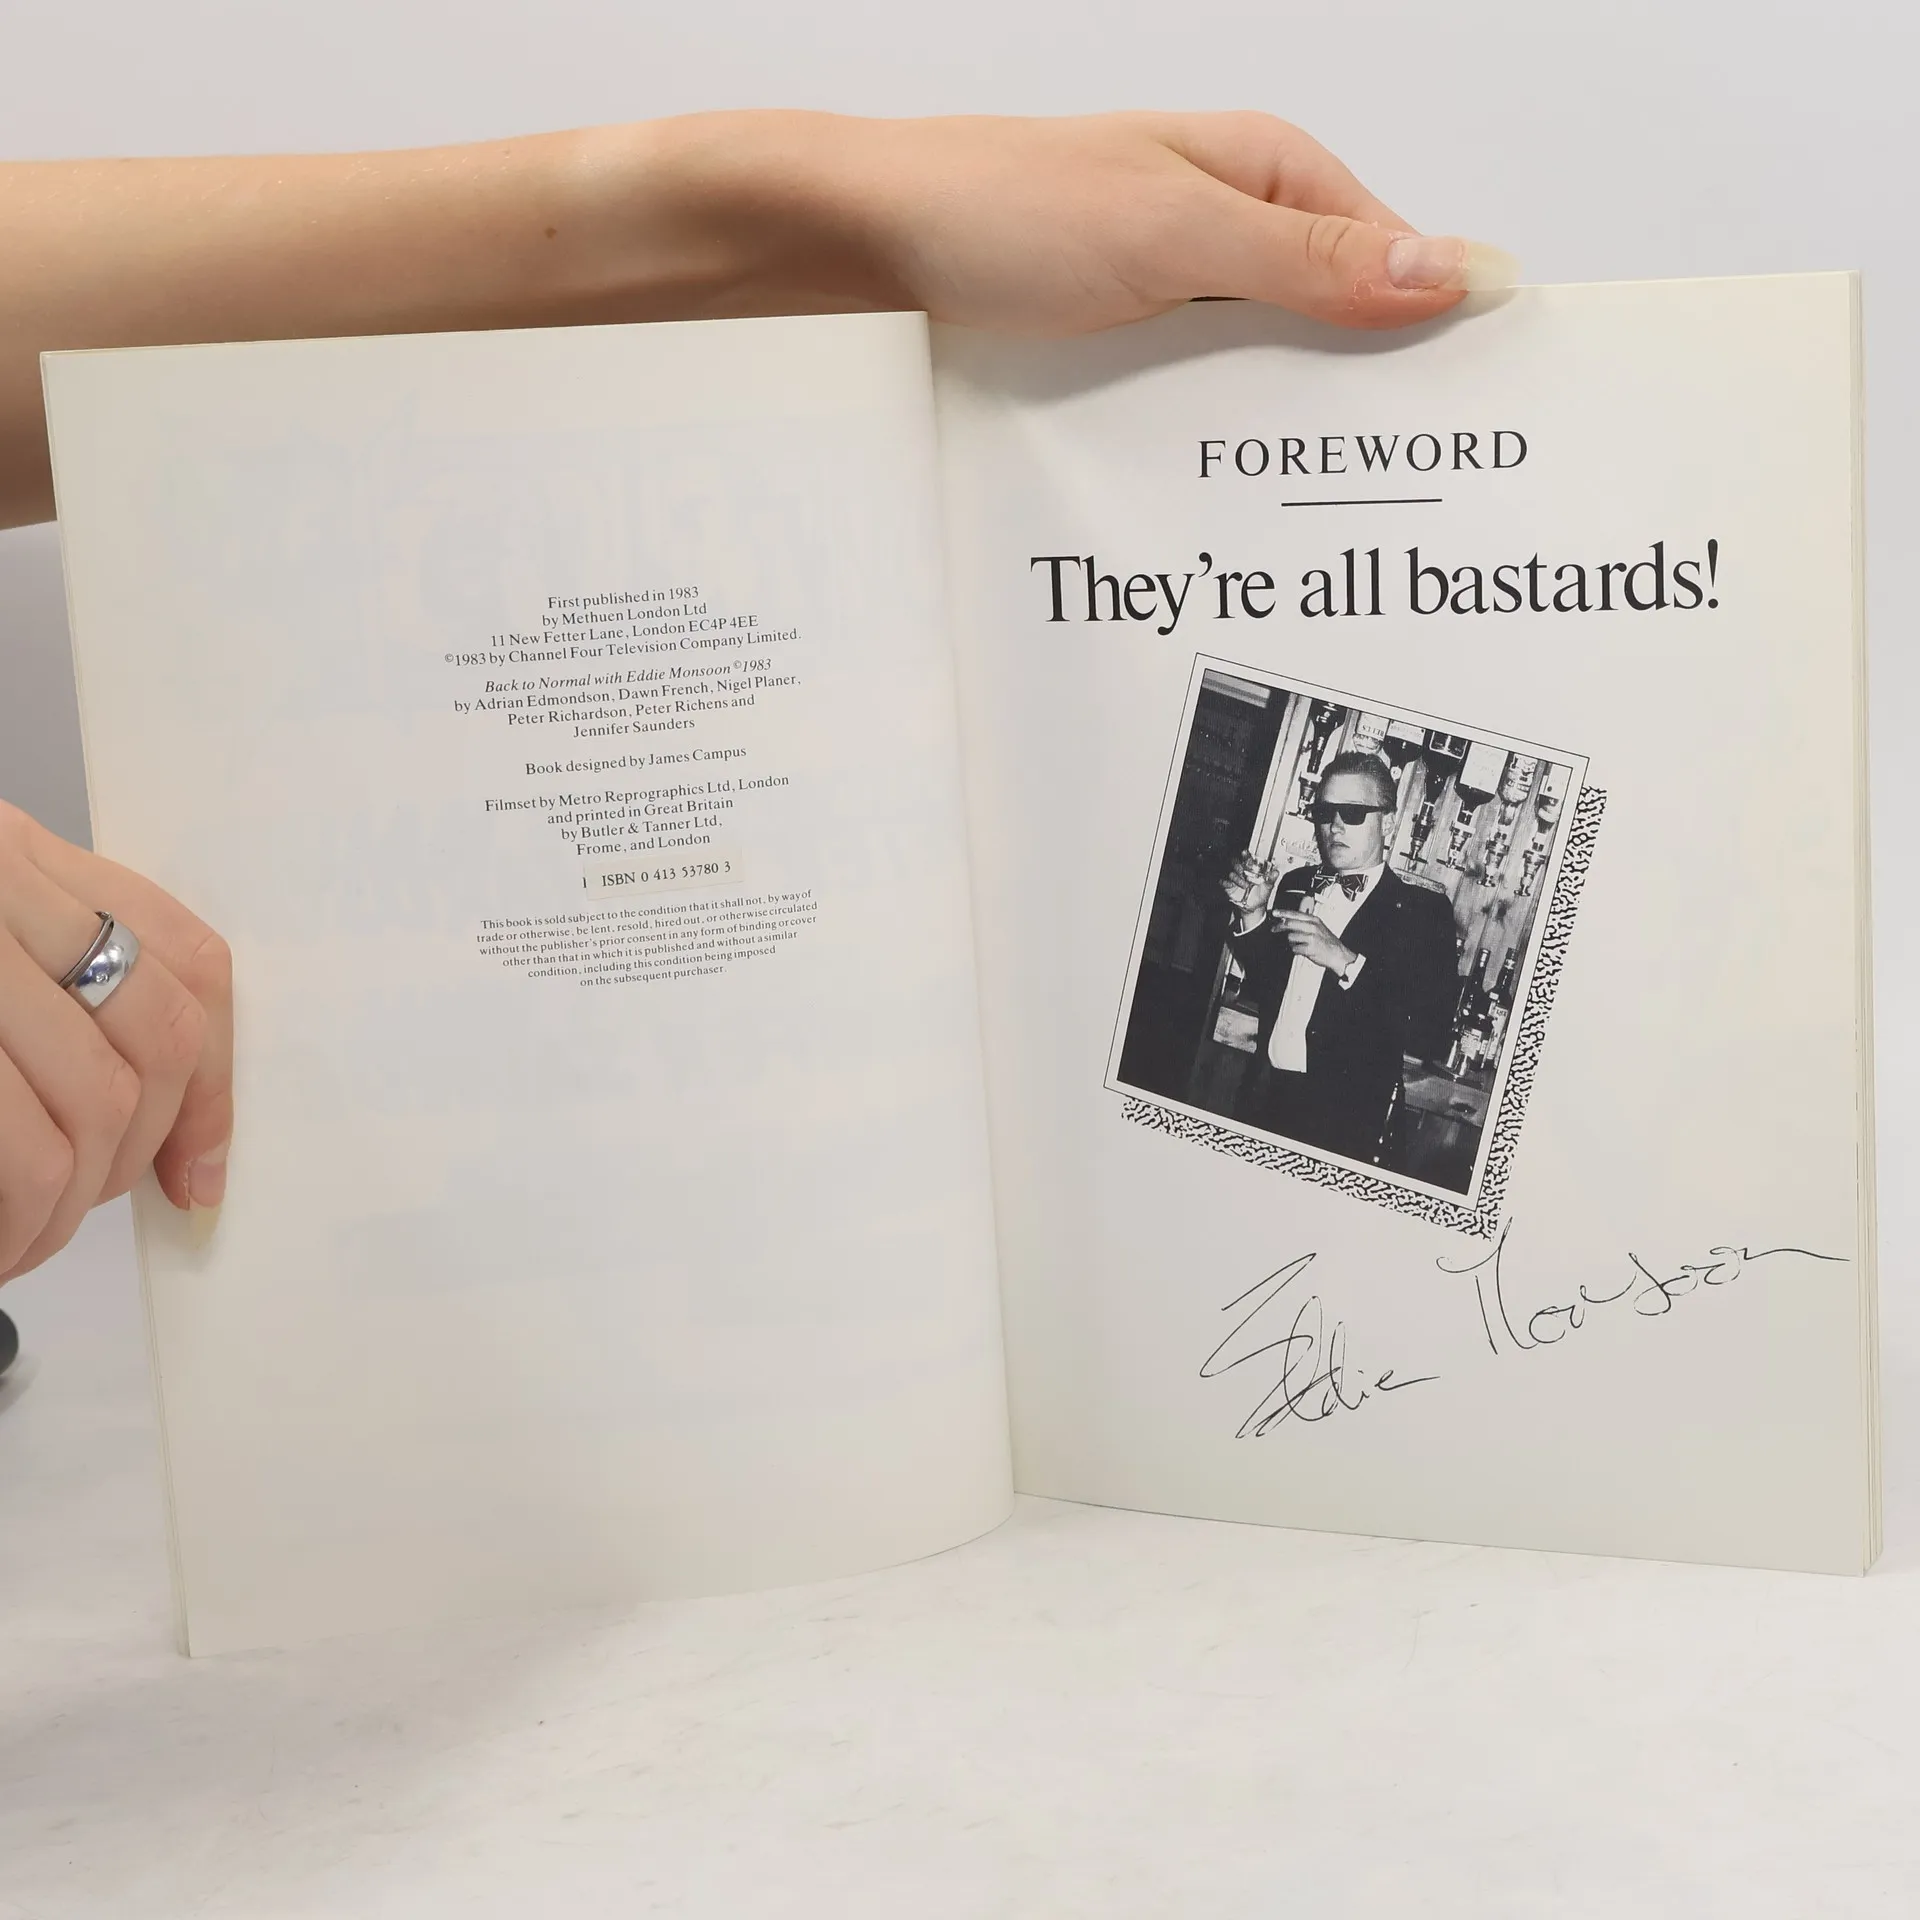 First published in 1983
by Methuen London Ltd
11 New Fetter Lane, London EC4P 4EE
©1983 by Channel Four Television Company Limited.
Back to Normal with Eddie Monsoon ©1983
by Adrian Edmondson, Dawn French, Nigel Planer,
Peter Richardson, Peter Richens and
Jennifer Saunders
Book designed by James Campus
Filmset by Metro Reprographics Ltd, London
and printed in Great Britain
by Butler & Tanner Ltd,
Frome, and London
ISBN 0 413 53780 3
This book is sold subject to the condition that it shall not, by way of
trade or otherwise, be lent, resold, hired out, or otherwise circulated
without the publisher's prior consent in any form of binding or cover
other than that in which it is published and without a similar
condition, including this condition being imposed
on the subsequent purchaser.
FOREWORD
They're all bastards!
Eddie Monsoon